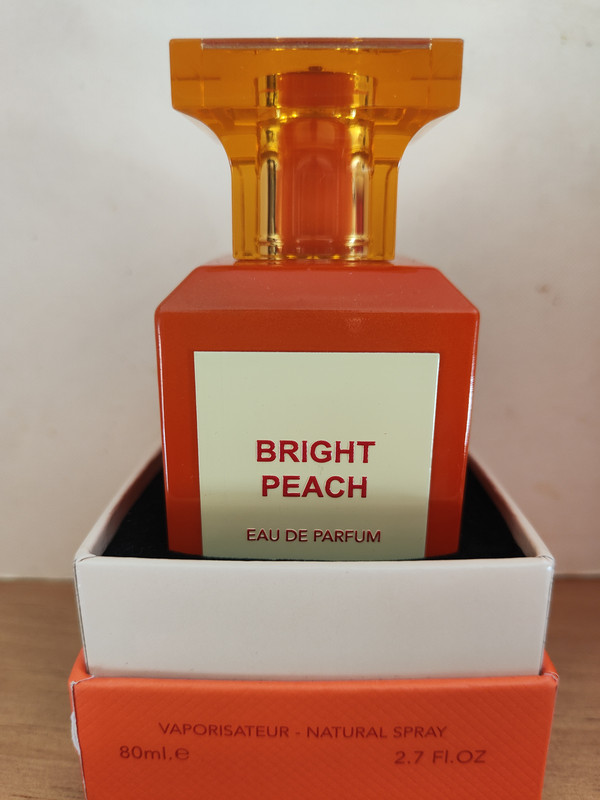 BRIGHT
PEACH
EAU DE PARFUM
VAPORISATEUR - NATURAL SPRAY
80ml.℮ 2.7 Fl.OZ